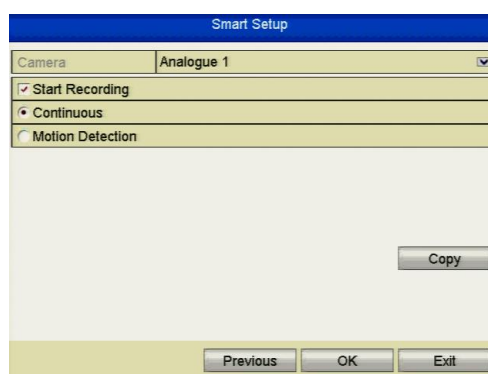 Smart Setup
Camera Analogue 1
Start Recording
Continuous
Motion Detection
Copy
Previous OK Exit